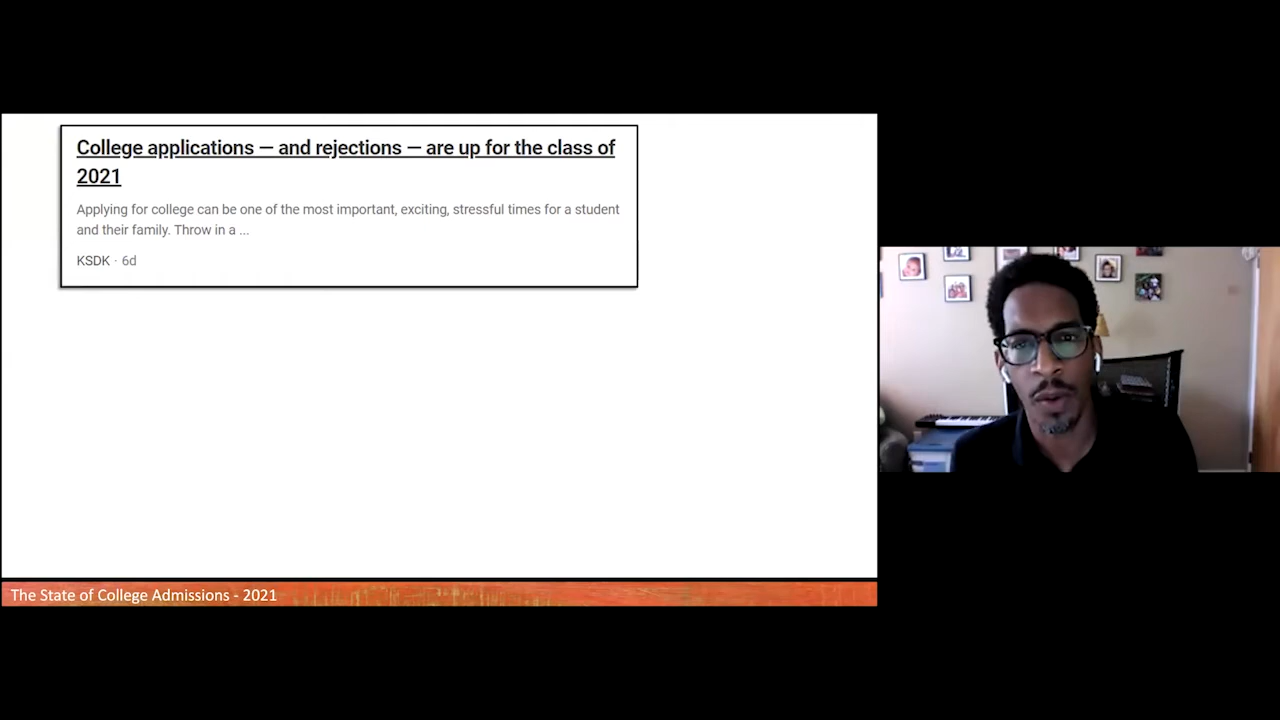 College applications — and rejections — are up for the class of
2021
Applying for college can be one of the most important, exciting, stressful times for a student
and their family. Throw in a ...
KSDK · 6d
The State of College Admissions - 2021